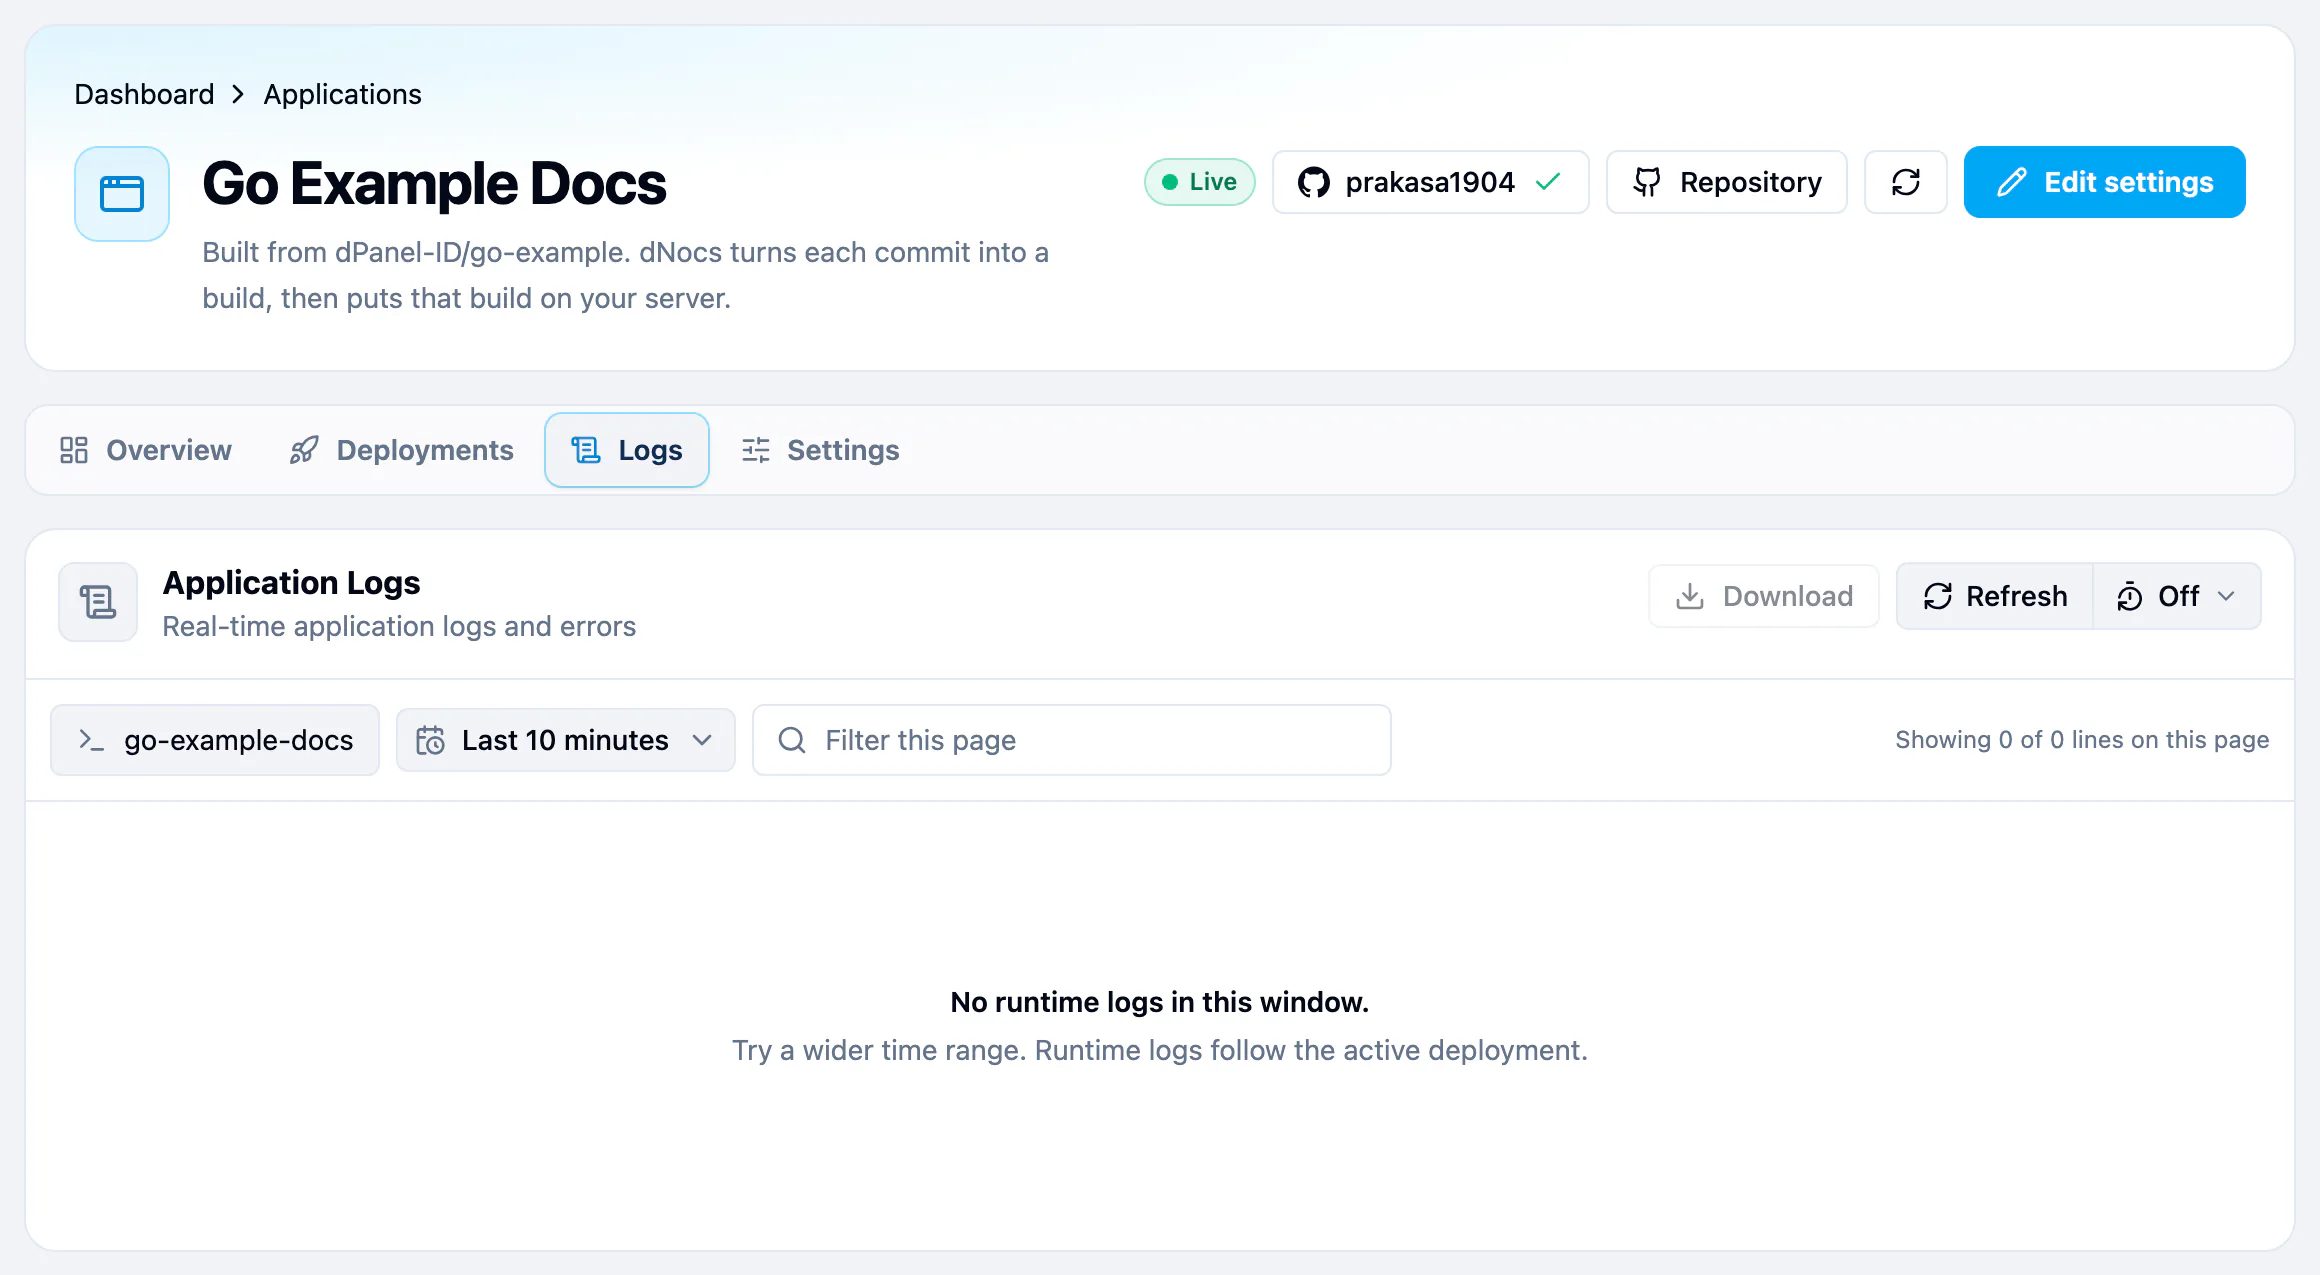 Dashboard > Applications
Go Example Docs
Live
prakasa1904
Repository
Edit settings
Built from dPanel-ID/go-example. dNocs turns each commit into a
build, then puts that build on your server.
Overview
Deployments
Logs
Settings
Application Logs
Real-time application logs and errors
Download
Refresh
Off
go-example-docs
Last 10 minutes
Filter this page
Showing 0 of 0 lines on this page
No runtime logs in this window.
Try a wider time range. Runtime logs follow the active deployment.